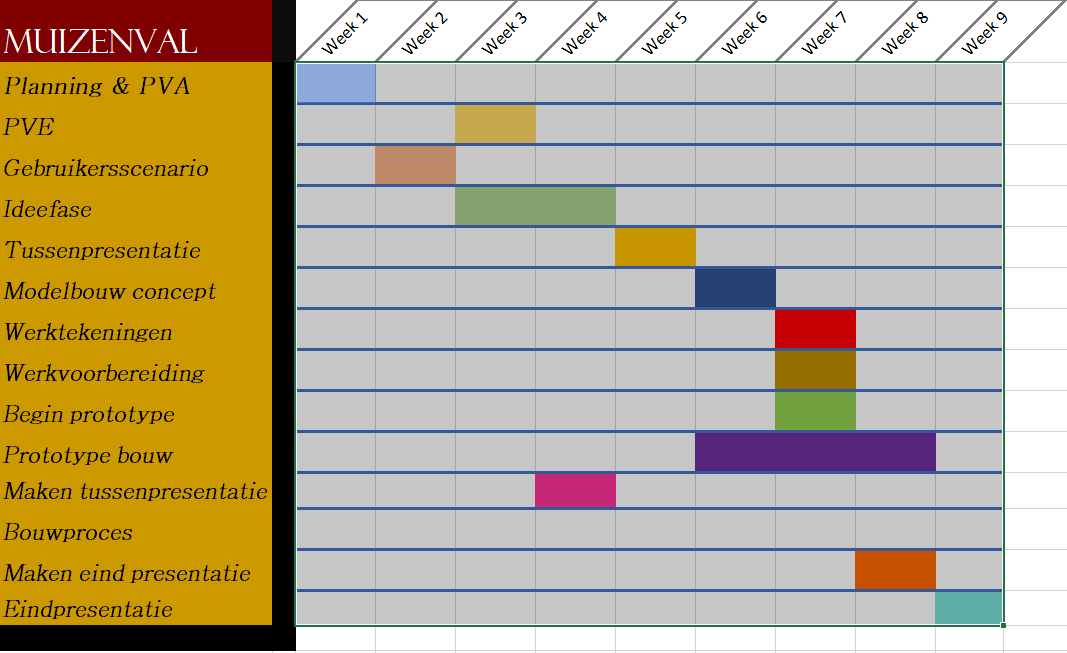 MUIZENVAL
Week 1
Week 2
Week 3
Week 4
Week 5
Week 6
Week 7
Week 8
Week 9
Planning & PVA
PVE
Gebruikersscenario
Ideefase
Tussenpresentatie
Modelbouw concept
Werktekeningen
Werkvoorbereiding
Begin prototype
Prototype bouw
Maken tussenpresentatie
Bouwproces
Maken eind presentatie
Eindpresentatie